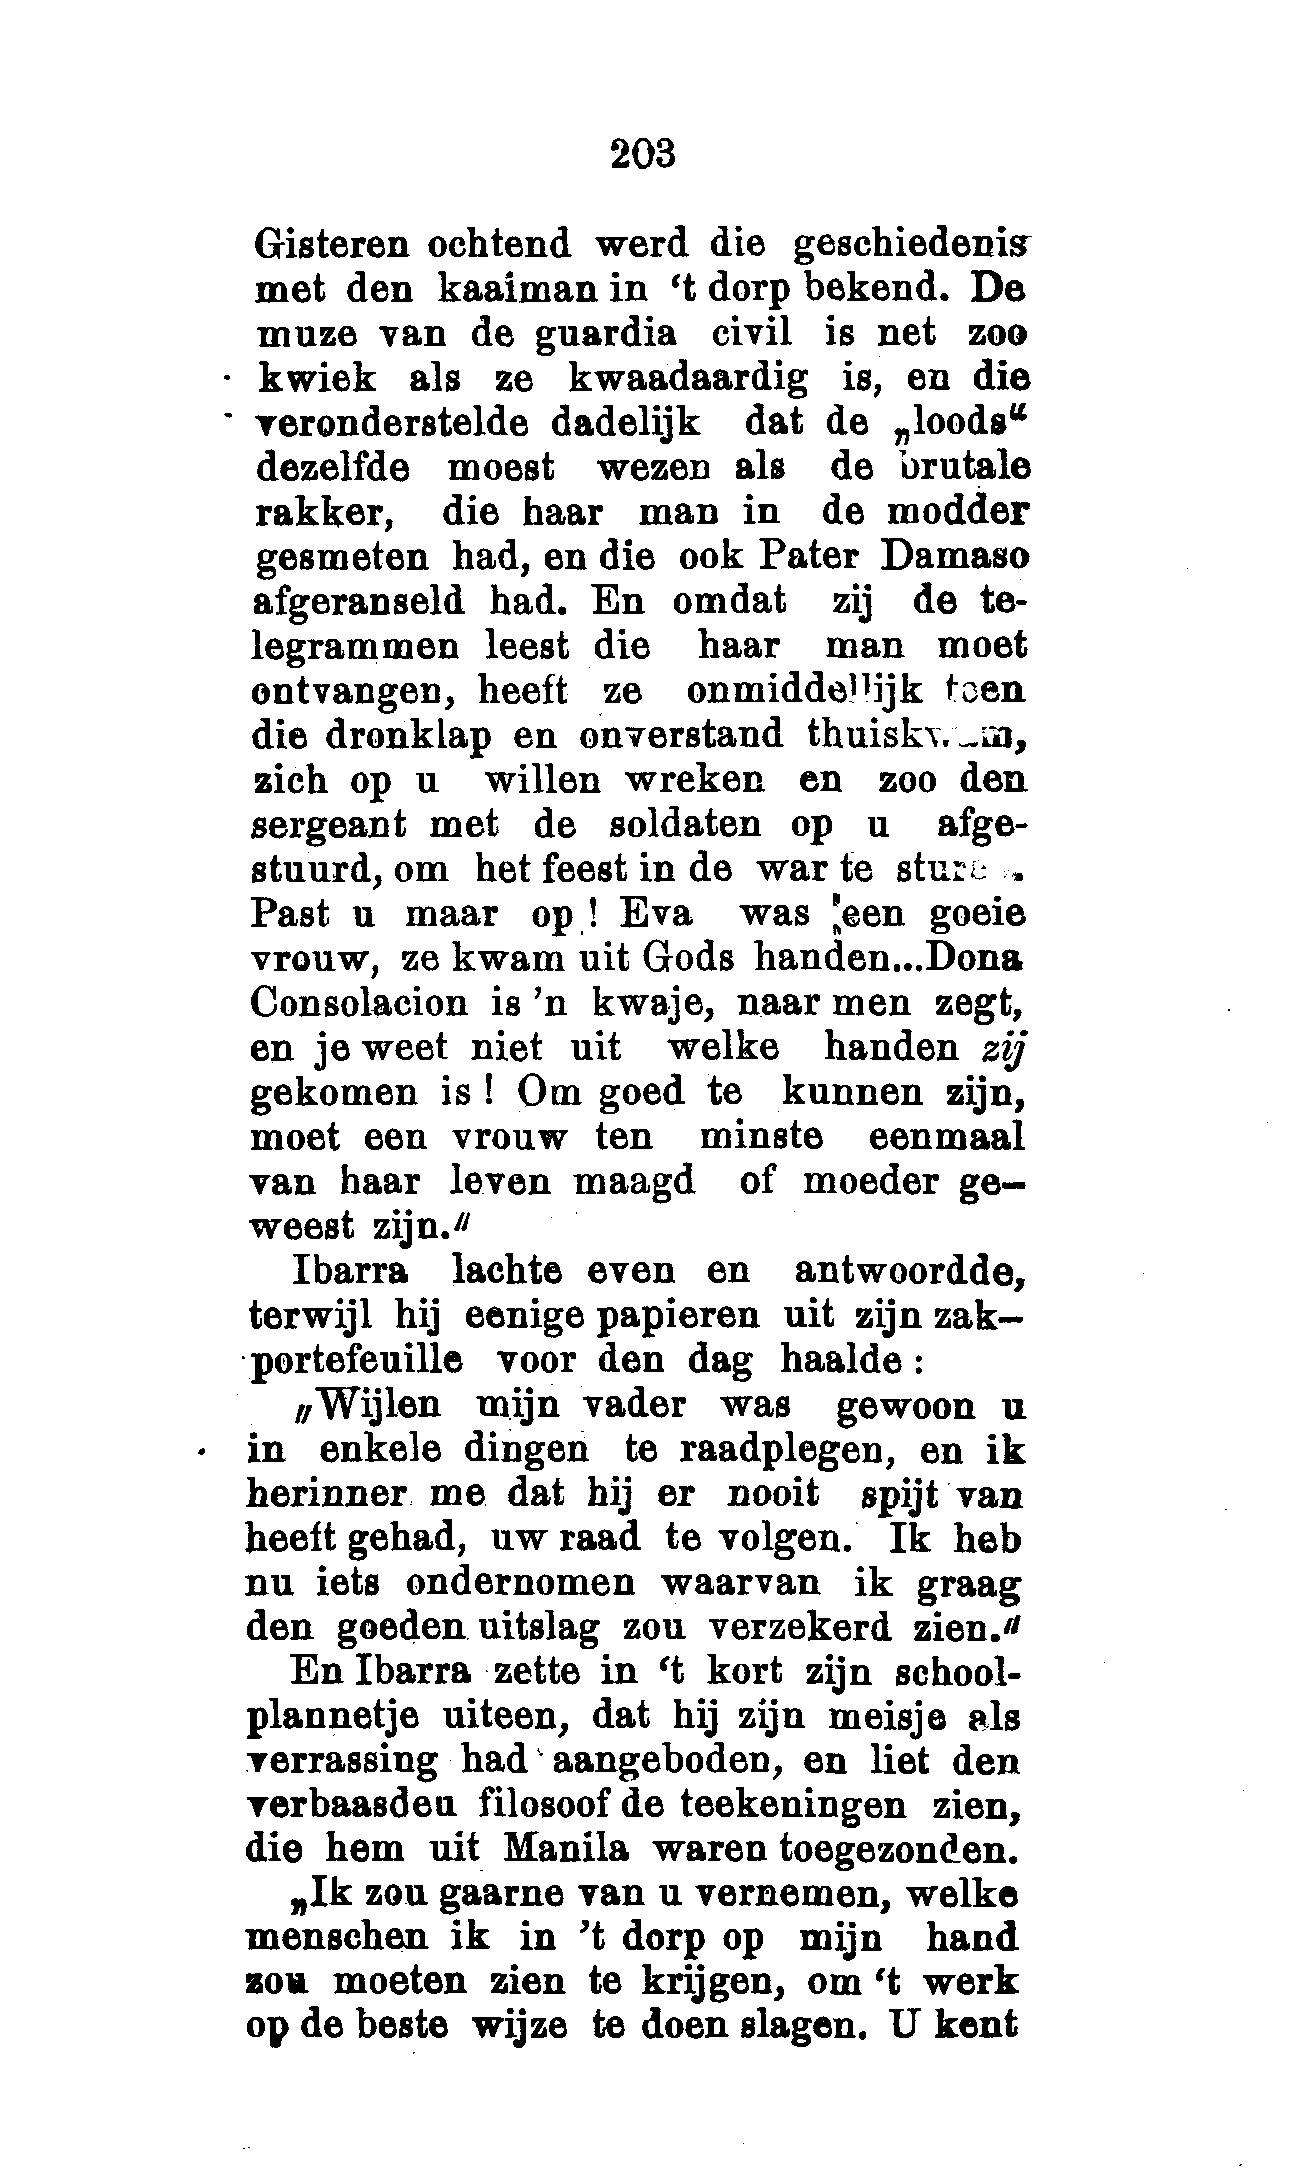 203
Gisteren ochtend werd die geschiedenis
met den kaaiman in ‘t dorp bekend. De
muze van de guardia civil is net zoo
kwiek als ze kwaadaardig is, en die
veronderstelde dadelijk dat de „loods“
dezelfde moest wezen als de brutale
rakker, die haar man in de modder
gesmeten had, en die ook Pater Damaso
afgeranseld had. En omdat zij de te-
legrammen leest die haar man moet
ontvangen, heeft ze onmiddellijk toen
die dronklap en onverstand
zich op u willen wreken en zoo den
sergeant met de soldaten op u afge-
stuurd, om het feest in de war te
Past u maar op ! Eva was een goeie
vrouw, ze kwam uit Gods handen...Dona
Consolacion is ’n kwaje, naar men zegt,
en je weet niet uit welke handen zij
gekomen is ! Om goed te kunnen zijn,
moet een vrouw ten minste eenmaal
van haar leven maagd of moeder ge—
weest zijn.〃
Ibarra lachte even en antwoordde,
terwijl hij eenige papieren uit zijn zak—
portefeuille voor den dag haalde :
〃Wijlen mijn vader was gewoon u
in enkele dingen te raadplegen, en ik
herinner me dat hij er nooit spijt van
heeft gehad, uw raad te volgen. Ik heb
nu iets ondernomen waarvan ik graag
den goeden uitslag zou verzekerd zien.〃
En Ibarra zette in ‘t kort zijn school-
plannetje uiteen, dat hij zijn meisje als
verrassing had aangeboden, en liet den
verbaasden filosoof de teekeningen zien,
die hem uit Manila waren toegezonden.
„Ik zou gaarne van u vernemen, welke
menschen ik in ’t dorp op mijn hand
zou moeten zien te krijgen, om ‘t werk
op de beste wijze te doen slagen. U kent